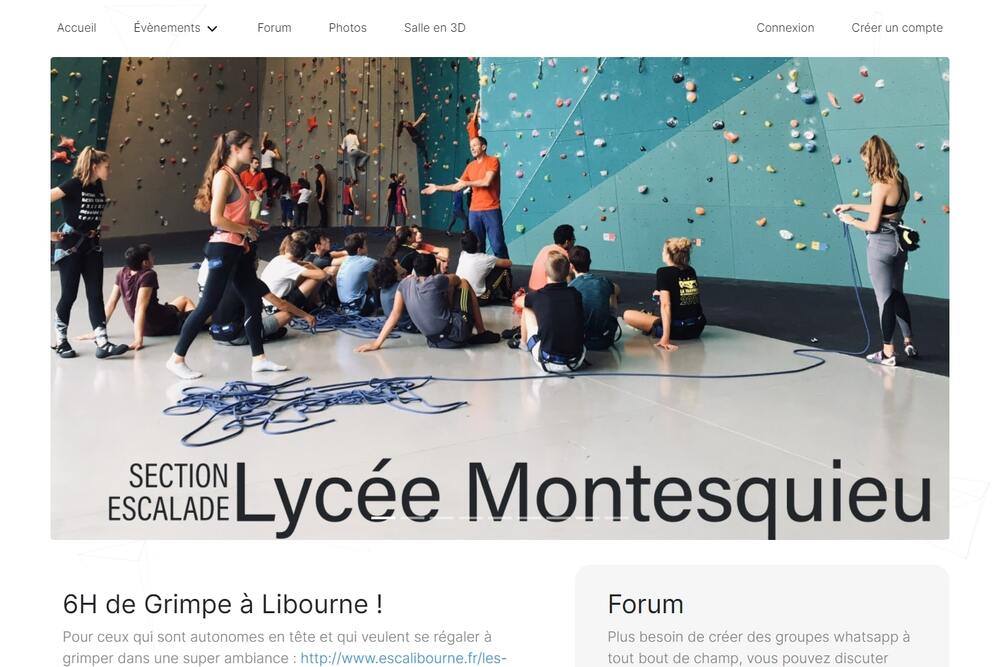 Accueil Évènements Forum Photos Salle en 3D Connexion Créer un compte
SECTION
ESCALADE
Lycée Montesquieu
6H de Grimpe à Libourne !
Pour ceux qui sont autonomes en tête et qui veulent se régaler à
grimper dans une super ambiance : http://www.escalibourne.fr/les-
Forum
Plus besoin de créer des groupes whatsapp à
tout bout de champ, vous pouvez discuter